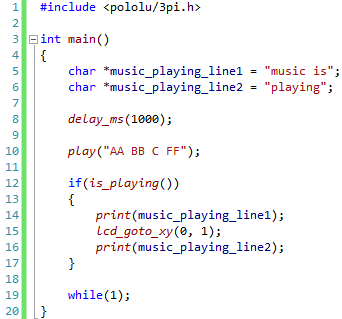 1 #include <pololu/3pi.h>
2
3 int main()
4 {
5 char *music_playing_line1 = "music is";
6 char *music_playing_line2 = "playing";
7
8 delay_ms(1000);
9
10 play("AA BB C FF");
11
12 if(is_playing())
13 {
14 print(music_playing_line1);
15 lcd_goto_xy(0, 1);
16 print(music_playing_line2);
17 }
18
19 while(1);
20 }